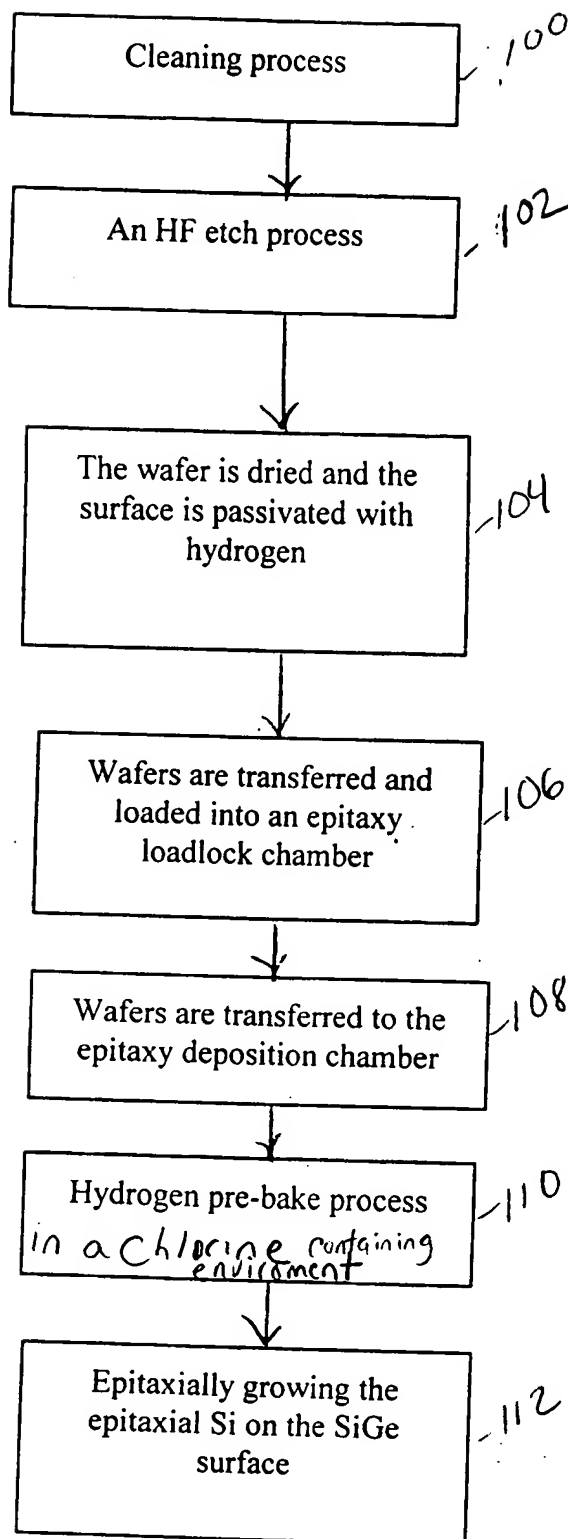 Cleaning process
100
An HF etch process
102
The wafer is dried and the
surface is passivated with
hydrogen
104
Wafers are transferred and
loaded into an epitaxy
loadlock chamber
106
Wafers are transferred to the
epitaxy deposition chamber
108
Hydrogen pre-bake process
in a Chlorine containing
enviroment
110
Epitaxially growing the
epitaxial Si on the SiGe
surface
112